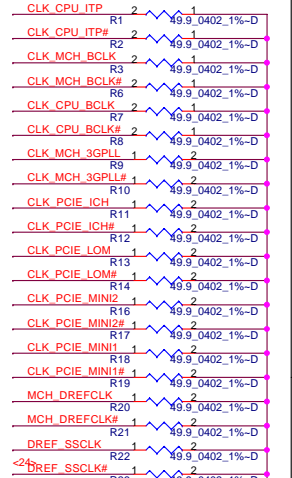 CLK_CPU_ITP 2 1
R1 49.9_0402_1%~D
CLK_CPU_ITP# 2 1
R2 49.9_0402_1%~D
CLK_MCH_BCLK 2 1
R3 49.9_0402_1%~D
CLK_MCH_BCLK# 2 1
R6 49.9_0402_1%~D
CLK_CPU_BCLK 2 1
R7 49.9_0402_1%~D
CLK_CPU_BCLK# 2 1
R8 49.9_0402_1%~D
CLK_MCH_3GPLL 1 2
R9 49.9_0402_1%~D
CLK_MCH_3GPLL# 1 2
R10 49.9_0402_1%~D
CLK_PCIE_ICH 1 2
R11 49.9_0402_1%~D
CLK_PCIE_ICH# 1 2
R12 49.9_0402_1%~D
CLK_PCIE_LOM 1 2
R13 49.9_0402_1%~D
CLK_PCIE_LOM# 1 2
R14 49.9_0402_1%~D
CLK_PCIE_MINI2 1 2
R16 49.9_0402_1%~D
CLK_PCIE_MINI2# 1 2
R17 49.9_0402_1%~D
CLK_PCIE_MINI1 1 2
R18 49.9_0402_1%~D
CLK_PCIE_MINI1# 1 2
R19 49.9_0402_1%~D
MCH_DREFCLK 1 2
R20 49.9_0402_1%~D
MCH_DREFCLK# 1 2
R21 49.9_0402_1%~D
DREF_SSCLK 1 2
R22 49.9_0402_1%~D
<24>
DREF_SSCLK# 1 2